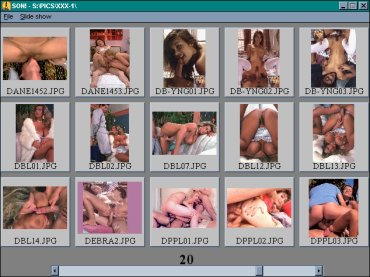 SON! - S:\PICS\XXX-1\
File Slide show
DANE1452.JPG DANE1453.JPG DB-YNG01.JPG DB-YNG02.JPG DB-YNG03.JPG
DBL01.JPG DBL02.JPG DBL07.JPG DBL12.JPG DBL13.JPG
DBL14.JPG DEBRA2.JPG DPPL01.JPG DPPL02.JPG DPPL03.JPG
20